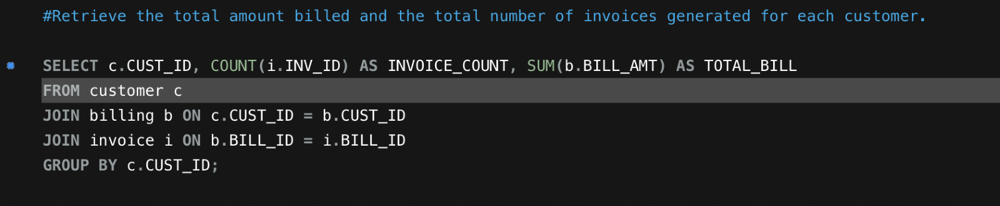 #Retrieve the total amount billed and the total number of invoices generated for each customer.
SELECT c.CUST_ID, COUNT(i.INV_ID) AS INVOICE_COUNT, SUM(b.BILL_AMT) AS TOTAL_BILL
FROM customer c
JOIN billing b ON c.CUST_ID = b.CUST_ID
JOIN invoice i ON b.BILL_ID = i.BILL_ID
GROUP BY c.CUST_ID;